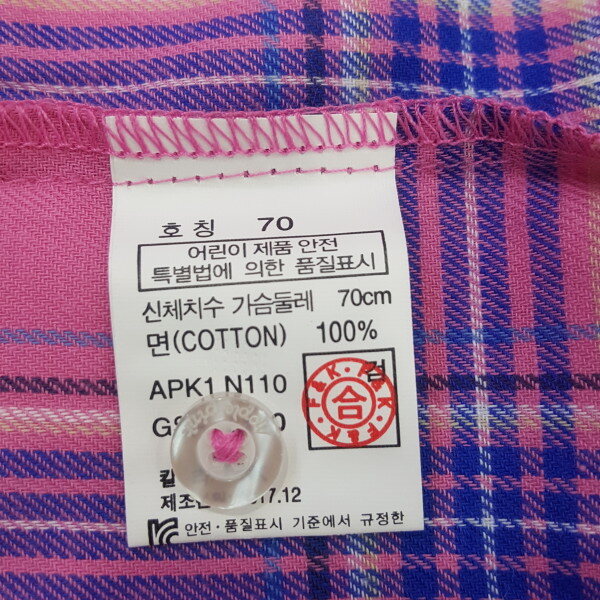 호칭 70
어린이 제품 안전
특별법에 의한 품질표시
신체치수 가슴둘레 70cm
면(COTTON) 100%
APK1 N110 검
F&K F&K 合
제조 17.12
안전·품질표시 기준에서 규정한